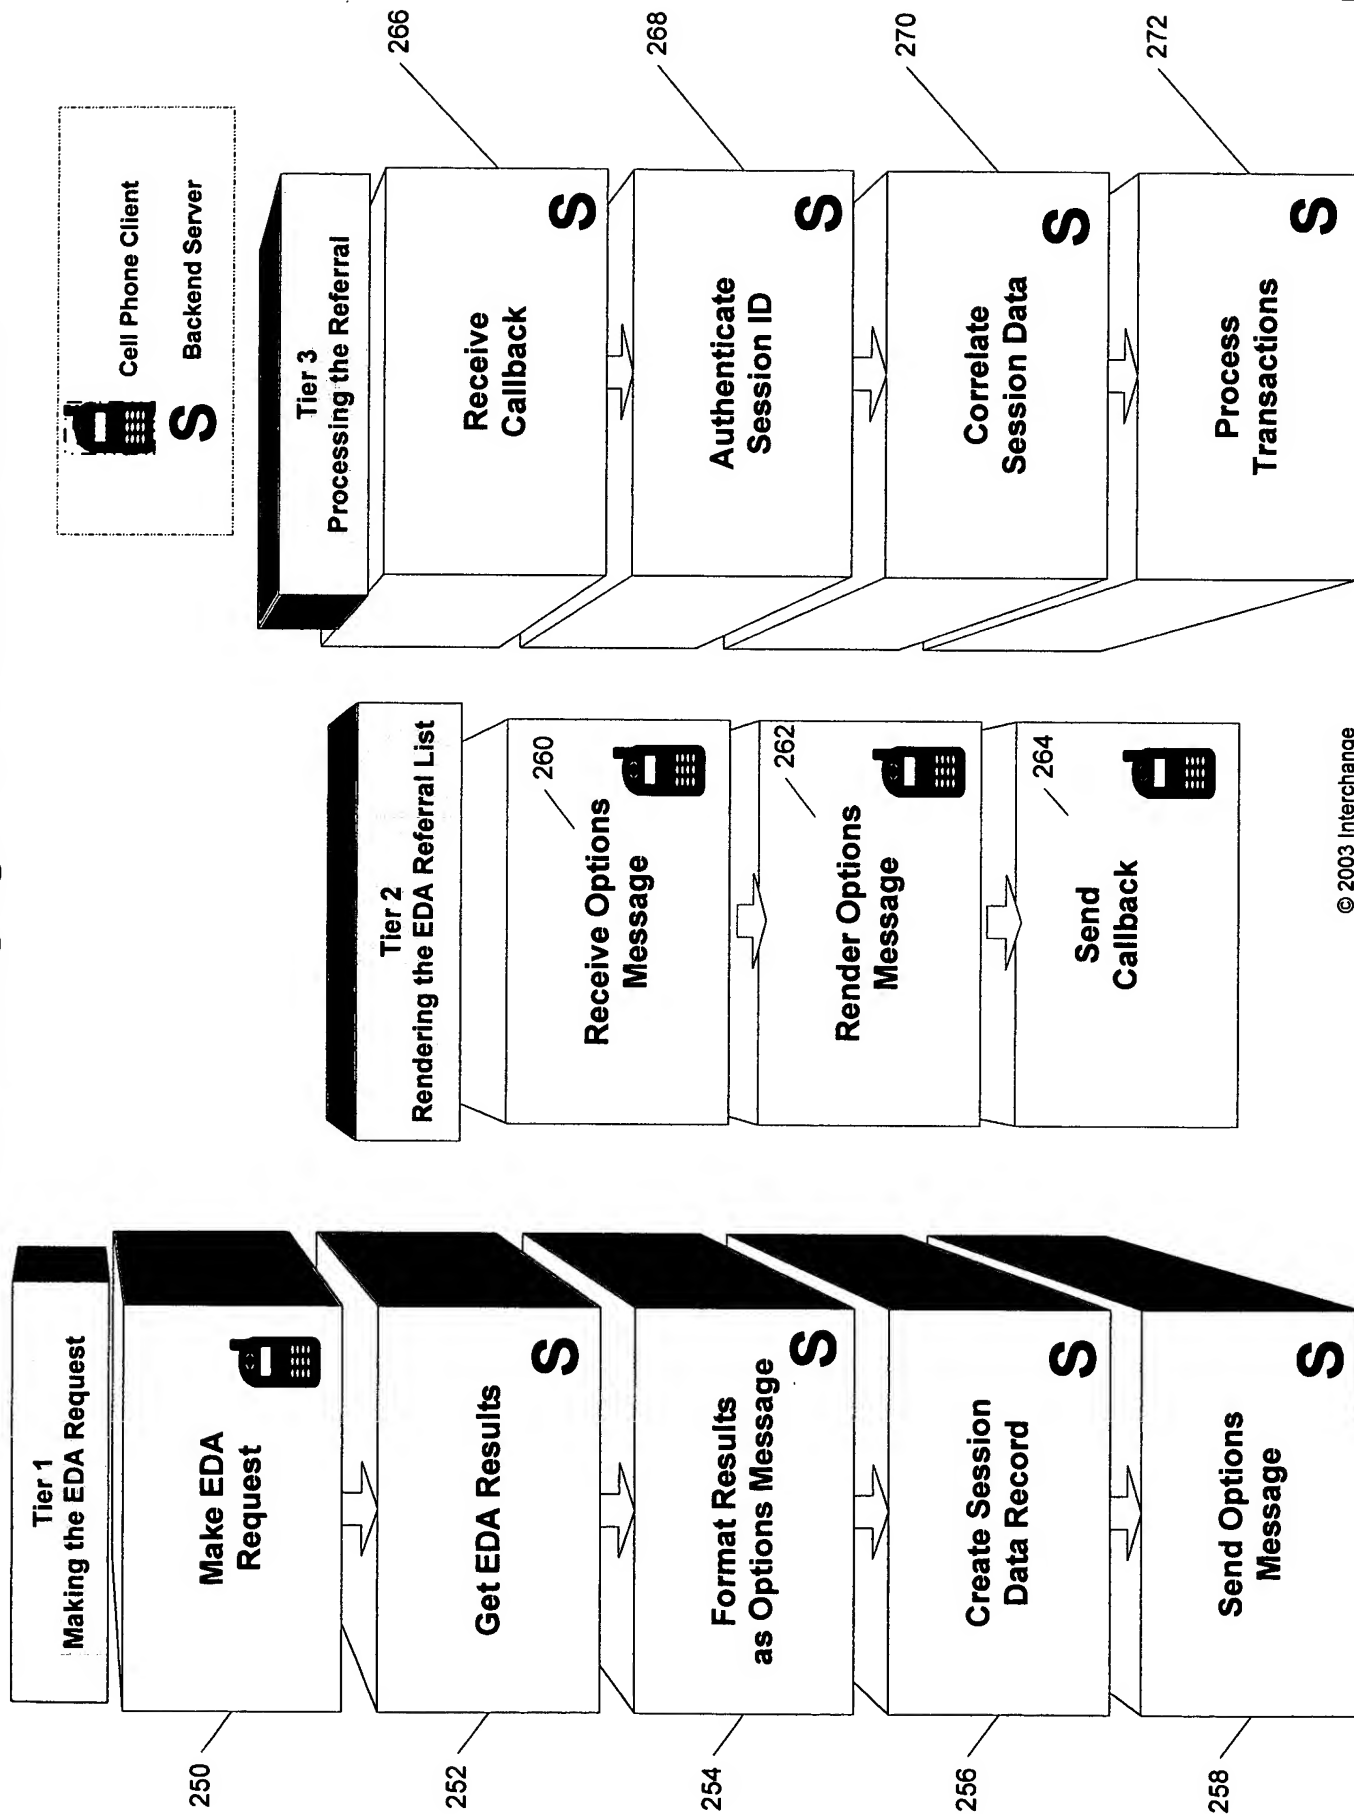 Cell Phone Client
S Backend Server
Tier 1
Making the EDA Request
250
Make EDA
Request
252
Get EDA Results
S
254
Format Results
as Options Message
S
256
Create Session
Data Record
S
258
Send Options
Message
S
Tier 2
Rendering the EDA Referral List
260
Receive Options
Message
262
Render Options
Message
264
Send
Callback
Tier 3
Processing the Referral
266
Receive
Callback
S
268
Authenticate
Session ID
S
270
Correlate
Session Data
S
272
Process
Transactions
S
© 2003 Interchange